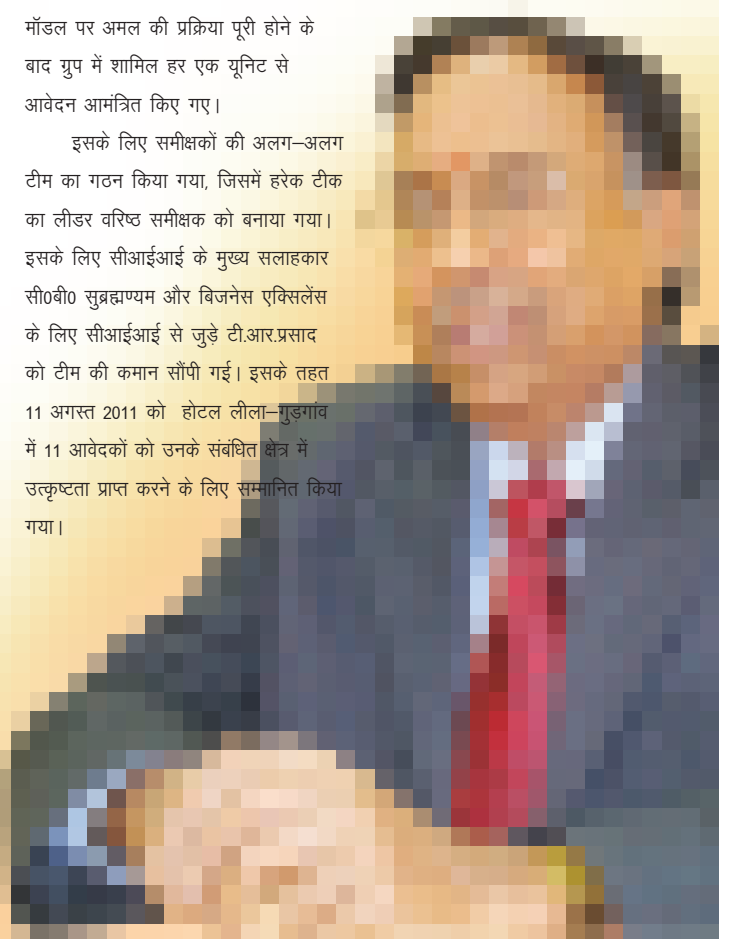 मॉडल पर अमल की प्रक्रिया पूरी होने के
बाद ग्रुप में शामिल हर एक यूनिट से
आवेदन आमंत्रित किए गए।
इसके लिए समीक्षकों की अलग–अलग
टीम का गठन किया गया, जिसमें हरेक टीक
का लीडर वरिष्ठ समीक्षक को बनाया गया।
इसके लिए सीआईआई के मुख्य सलाहकार
सी0बी0 सुब्रह्मण्यम और बिजनेस एक्सिलेंस
के लिए सीआईआई से जुड़े टी.आर.प्रसाद
को टीम की कमान सौंपी गई। इसके तहत
11 अगस्त 2011 को होटल लीला–गुड़गांव
में 11 आवेदकों को उनके संबंधित क्षेत्र में
उत्कृष्टता प्राप्त करने के लिए सम्मानित किया
गया।